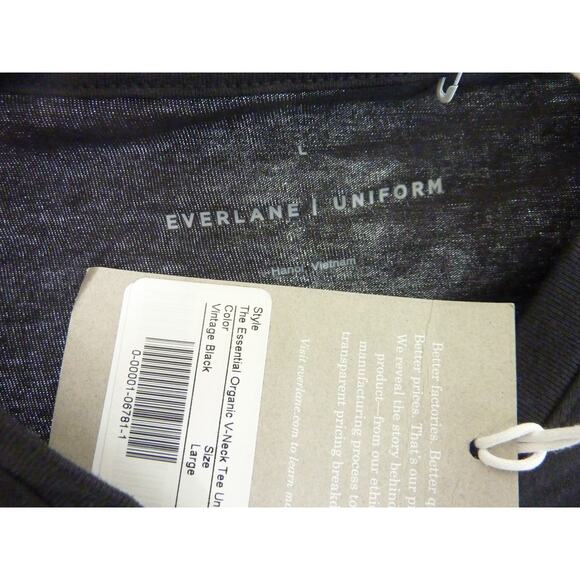 L
EVERLANE | UNIFORM
Hanoi, Vietnam
Style
The Essential Organic V-Neck Tee Un
Color
Vintage Black
Size
Large
0-00001-06781-1
Better factories. Better q
Better prices. That's our p
We reveal the story behin
product—from our ethi
manufacturing process to
transparent pricing breakd
Visit everlane.com to learn mo